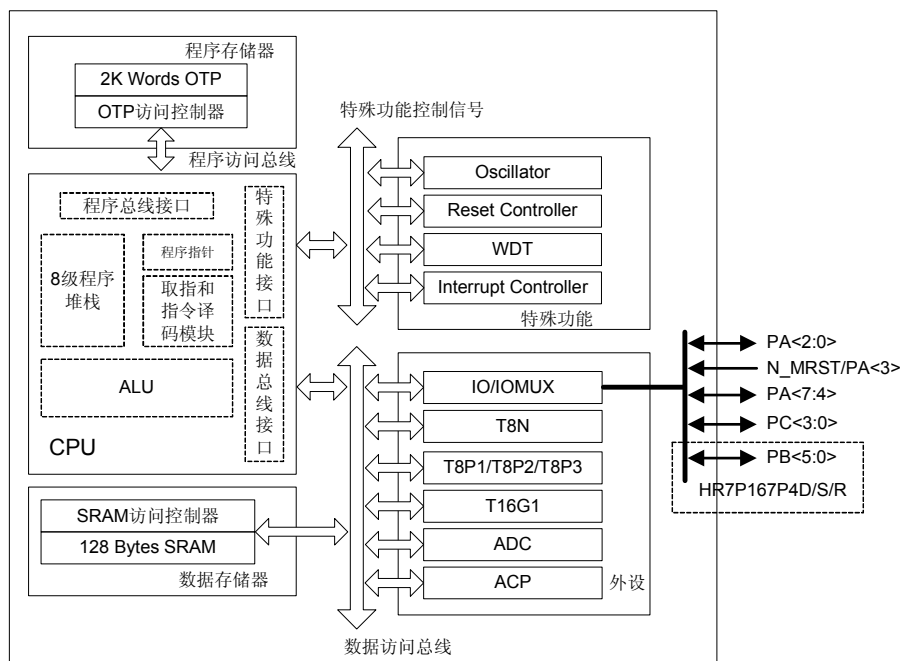 程序存储器
2K Words OTP
OTP访问控制器
程序访问总线
程序总线接口
8级程序
堆栈
程序指针
取指和
指令译
码模块
特
殊
功
能
接
口
ALU
CPU
数
据
总
线
接
口
SRAM访问控制器
128 Bytes SRAM
数据存储器
特殊功能控制信号
Oscillator
Reset Controller
WDT
Interrupt Controller
特殊功能
IO/IOMUX
T8N
T8P1/T8P2/T8P3
T16G1
ADC
ACP
外设
数据访问总线
PA<2:0>
N_MRST/PA<3>
PA<7:4>
PC<3:0>
PB<5:0>
HR7P167P4D/S/R